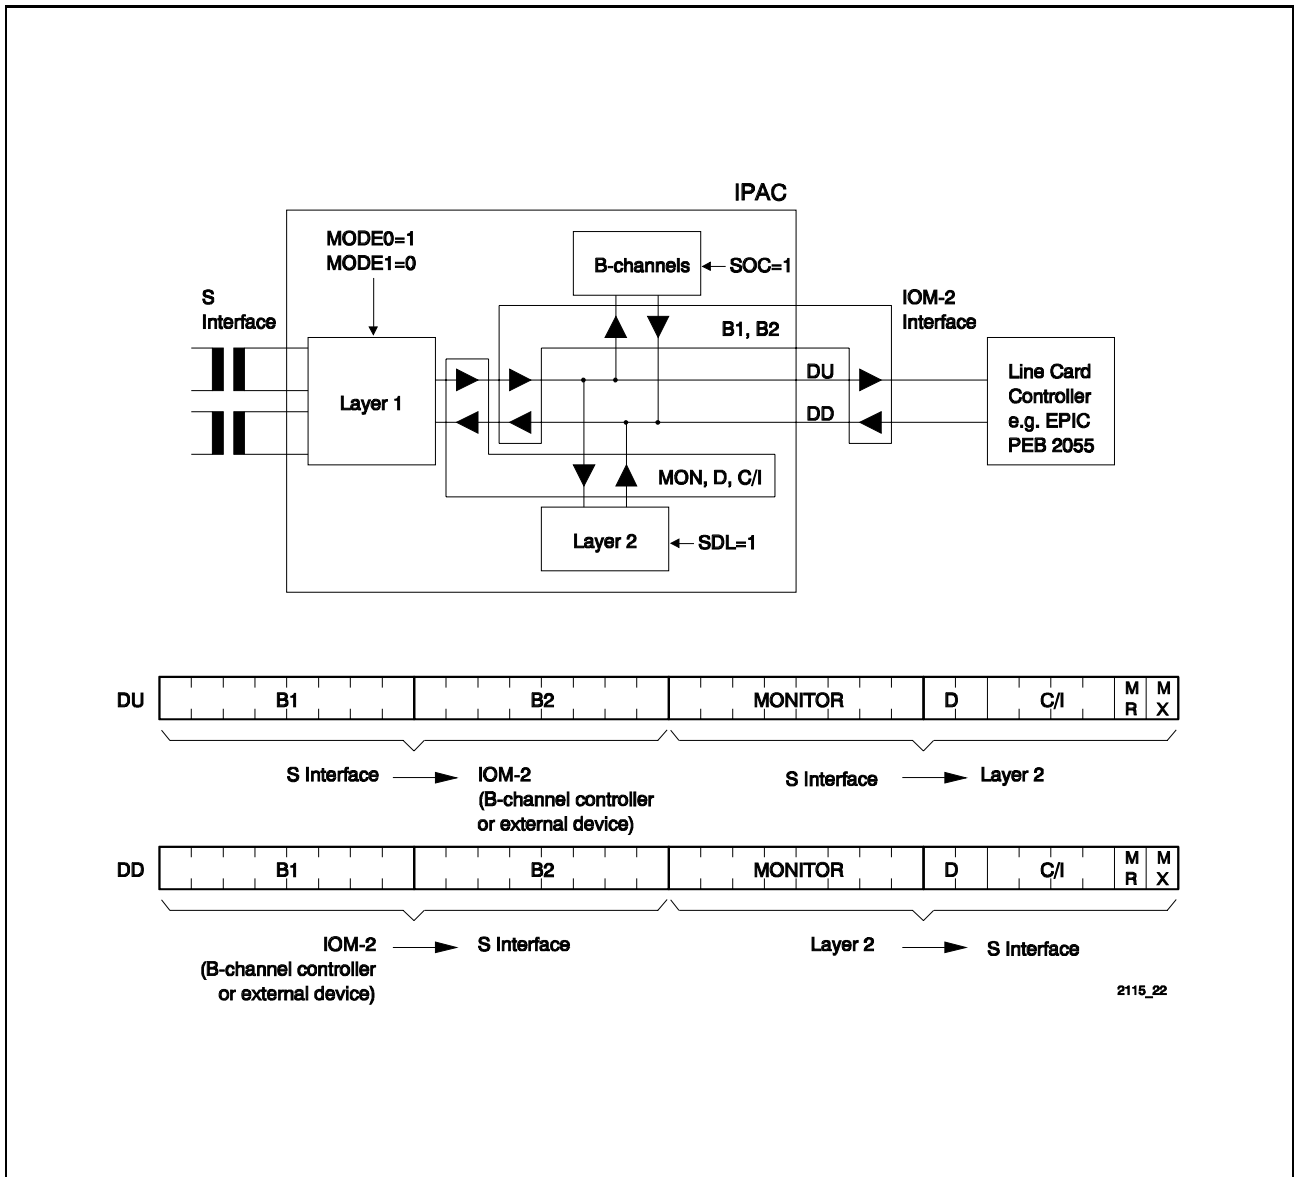 IPAC
MODE0=1
MODE1=0
B-channels
SOC=1
S
Interface
IOM-2
Interface
B1, B2
Layer 1
DU
DD
Line Card
Controller
e.g. EPIC
PEB 2055
MON, D, C/I
Layer 2
SDL=1
DU
B1
B2
MONITOR
D
C/I
M
R
M
X
S Interface
IOM-2
(B-channel controller
or external device)
S Interface
Layer 2
DD
B1
B2
MONITOR
D
C/I
M
R
M
X
IOM-2
(B-channel controller
or external device)
S Interface
Layer 2
S Interface
2115_22